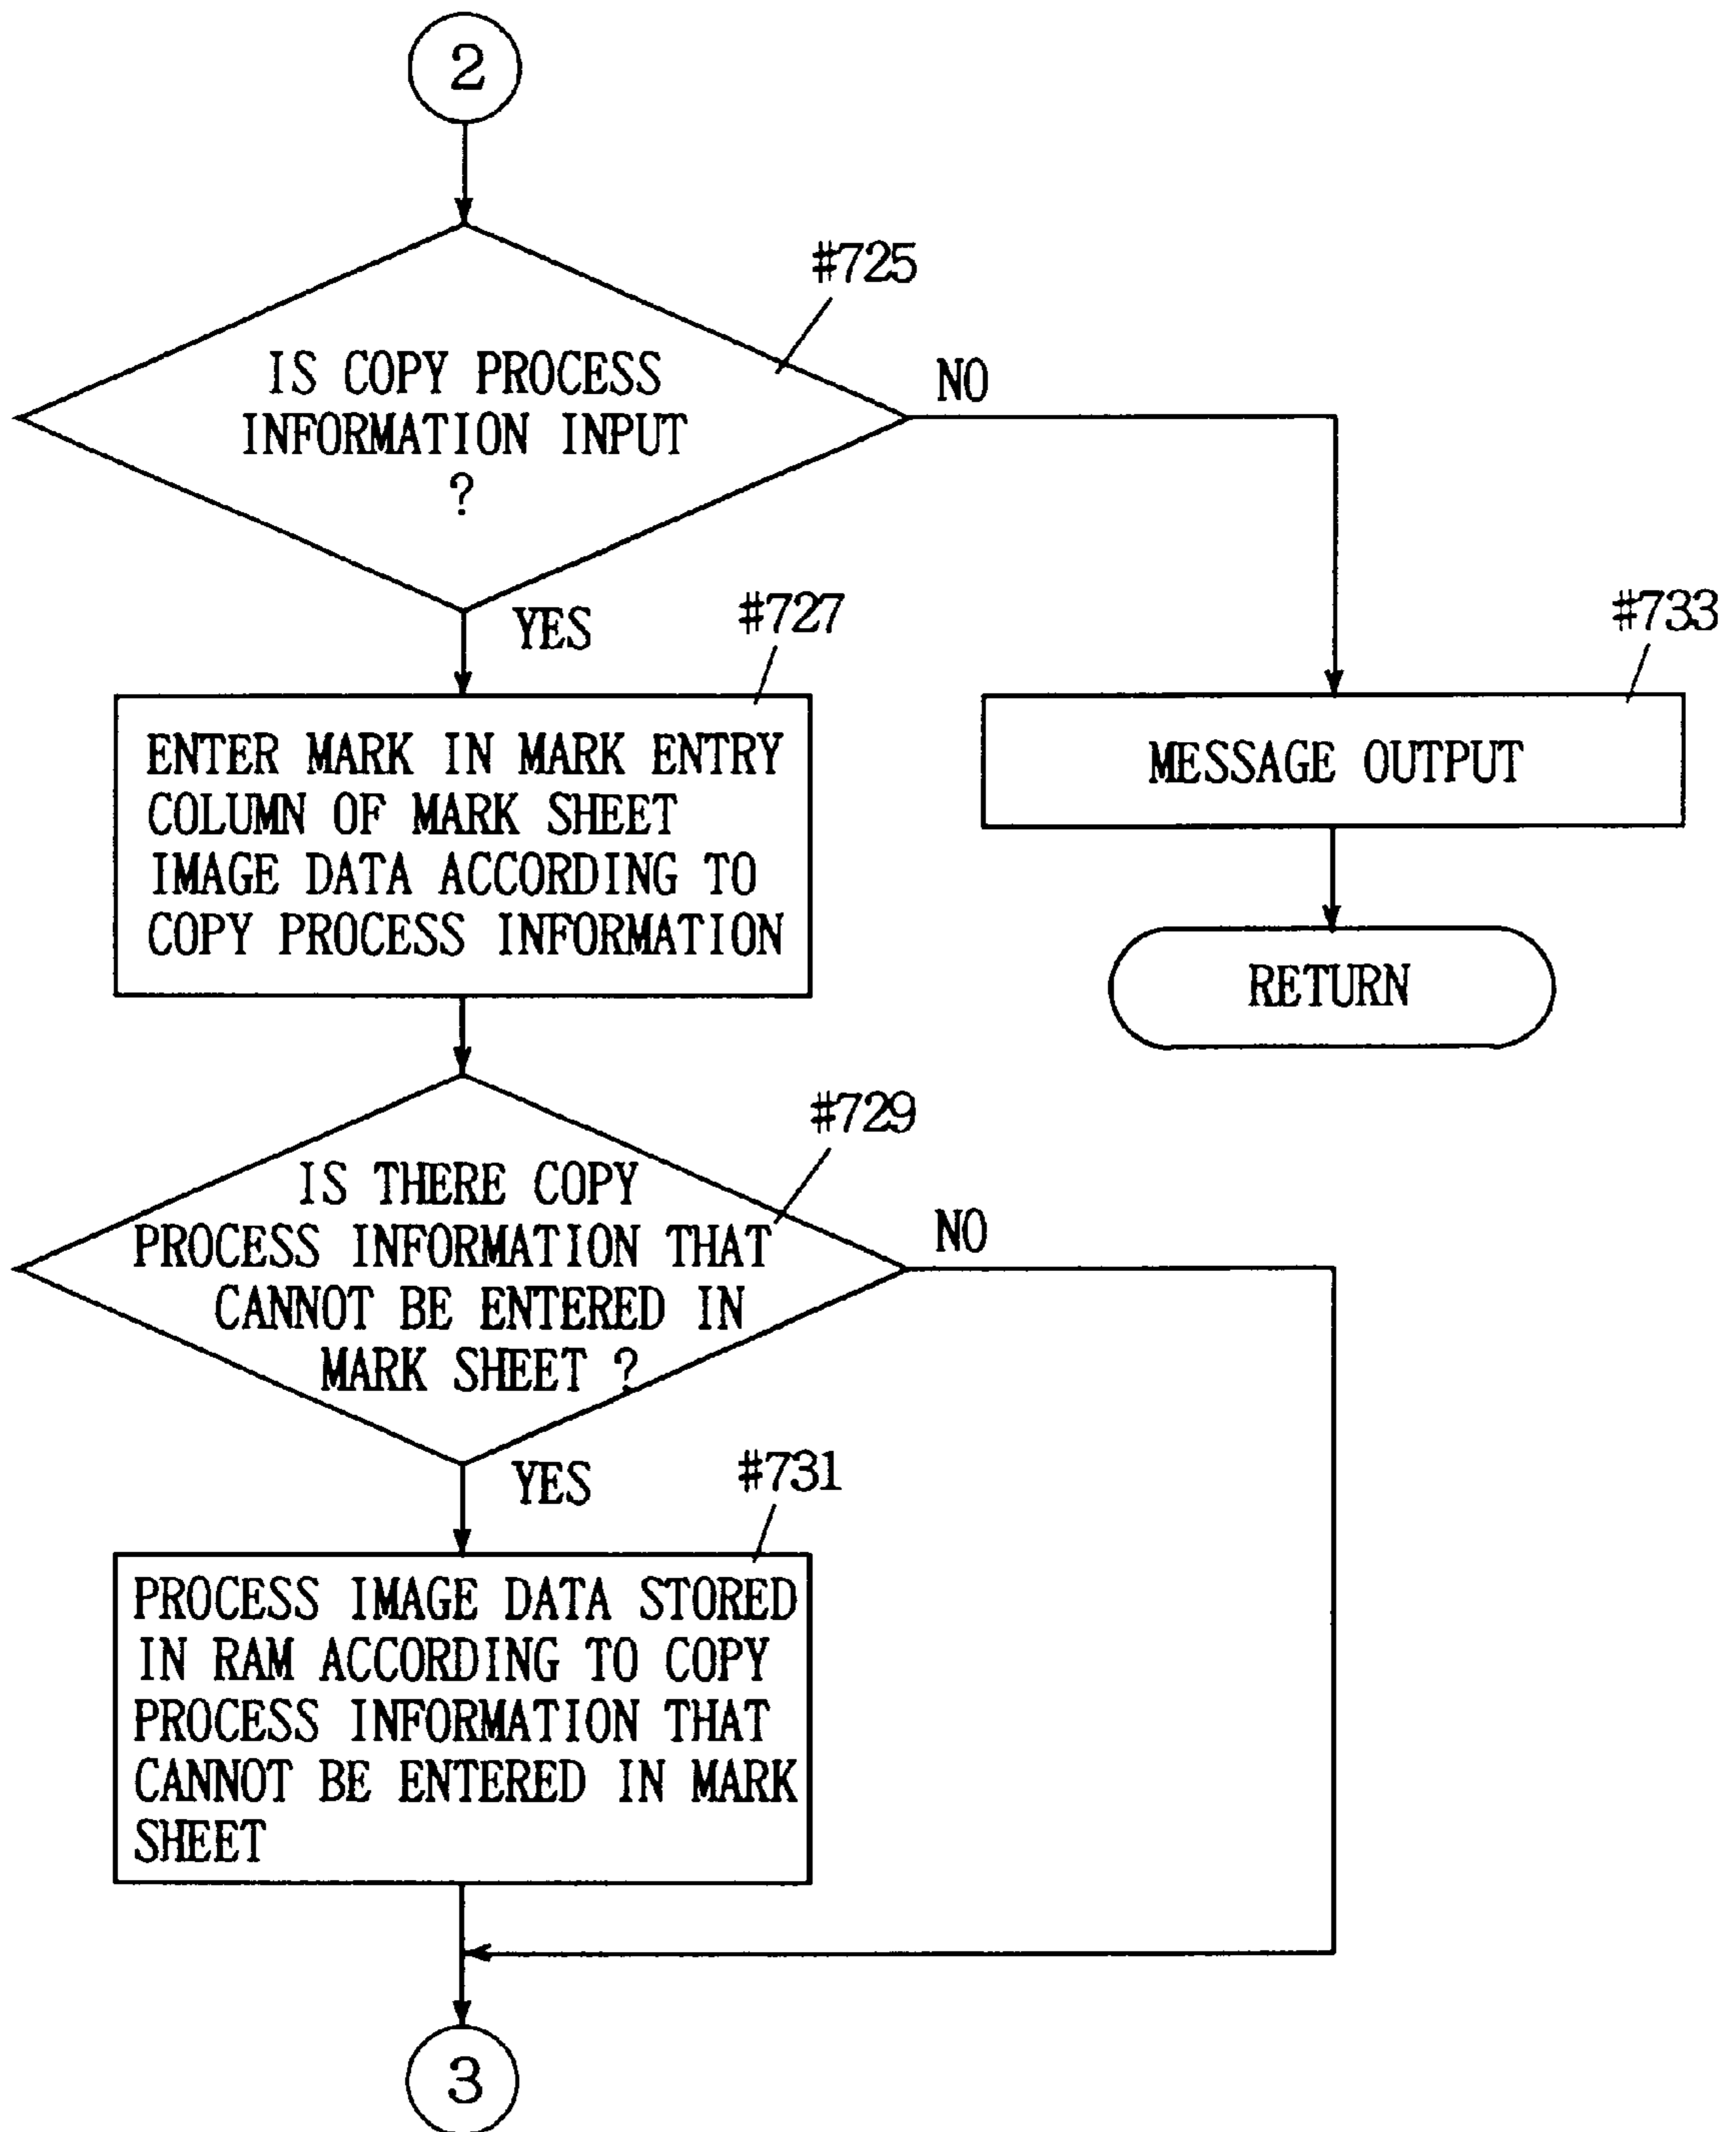 2
#725
IS COPY PROCESS
INFORMATION INPUT
?
NO
YES
#727
#733
ENTER MARK IN MARK ENTRY
COLUMN OF MARK SHEET
IMAGE DATA ACCORDING TO
COPY PROCESS INFORMATION
MESSAGE OUTPUT
RETURN
#729
IS THERE COPY
PROCESS INFORMATION THAT
CANNOT BE ENTERED IN
MARK SHEET ?
NO
YES
#731
PROCESS IMAGE DATA STORED
IN RAM ACCORDING TO COPY
PROCESS INFORMATION THAT
CANNOT BE ENTERED IN MARK
SHEET
3